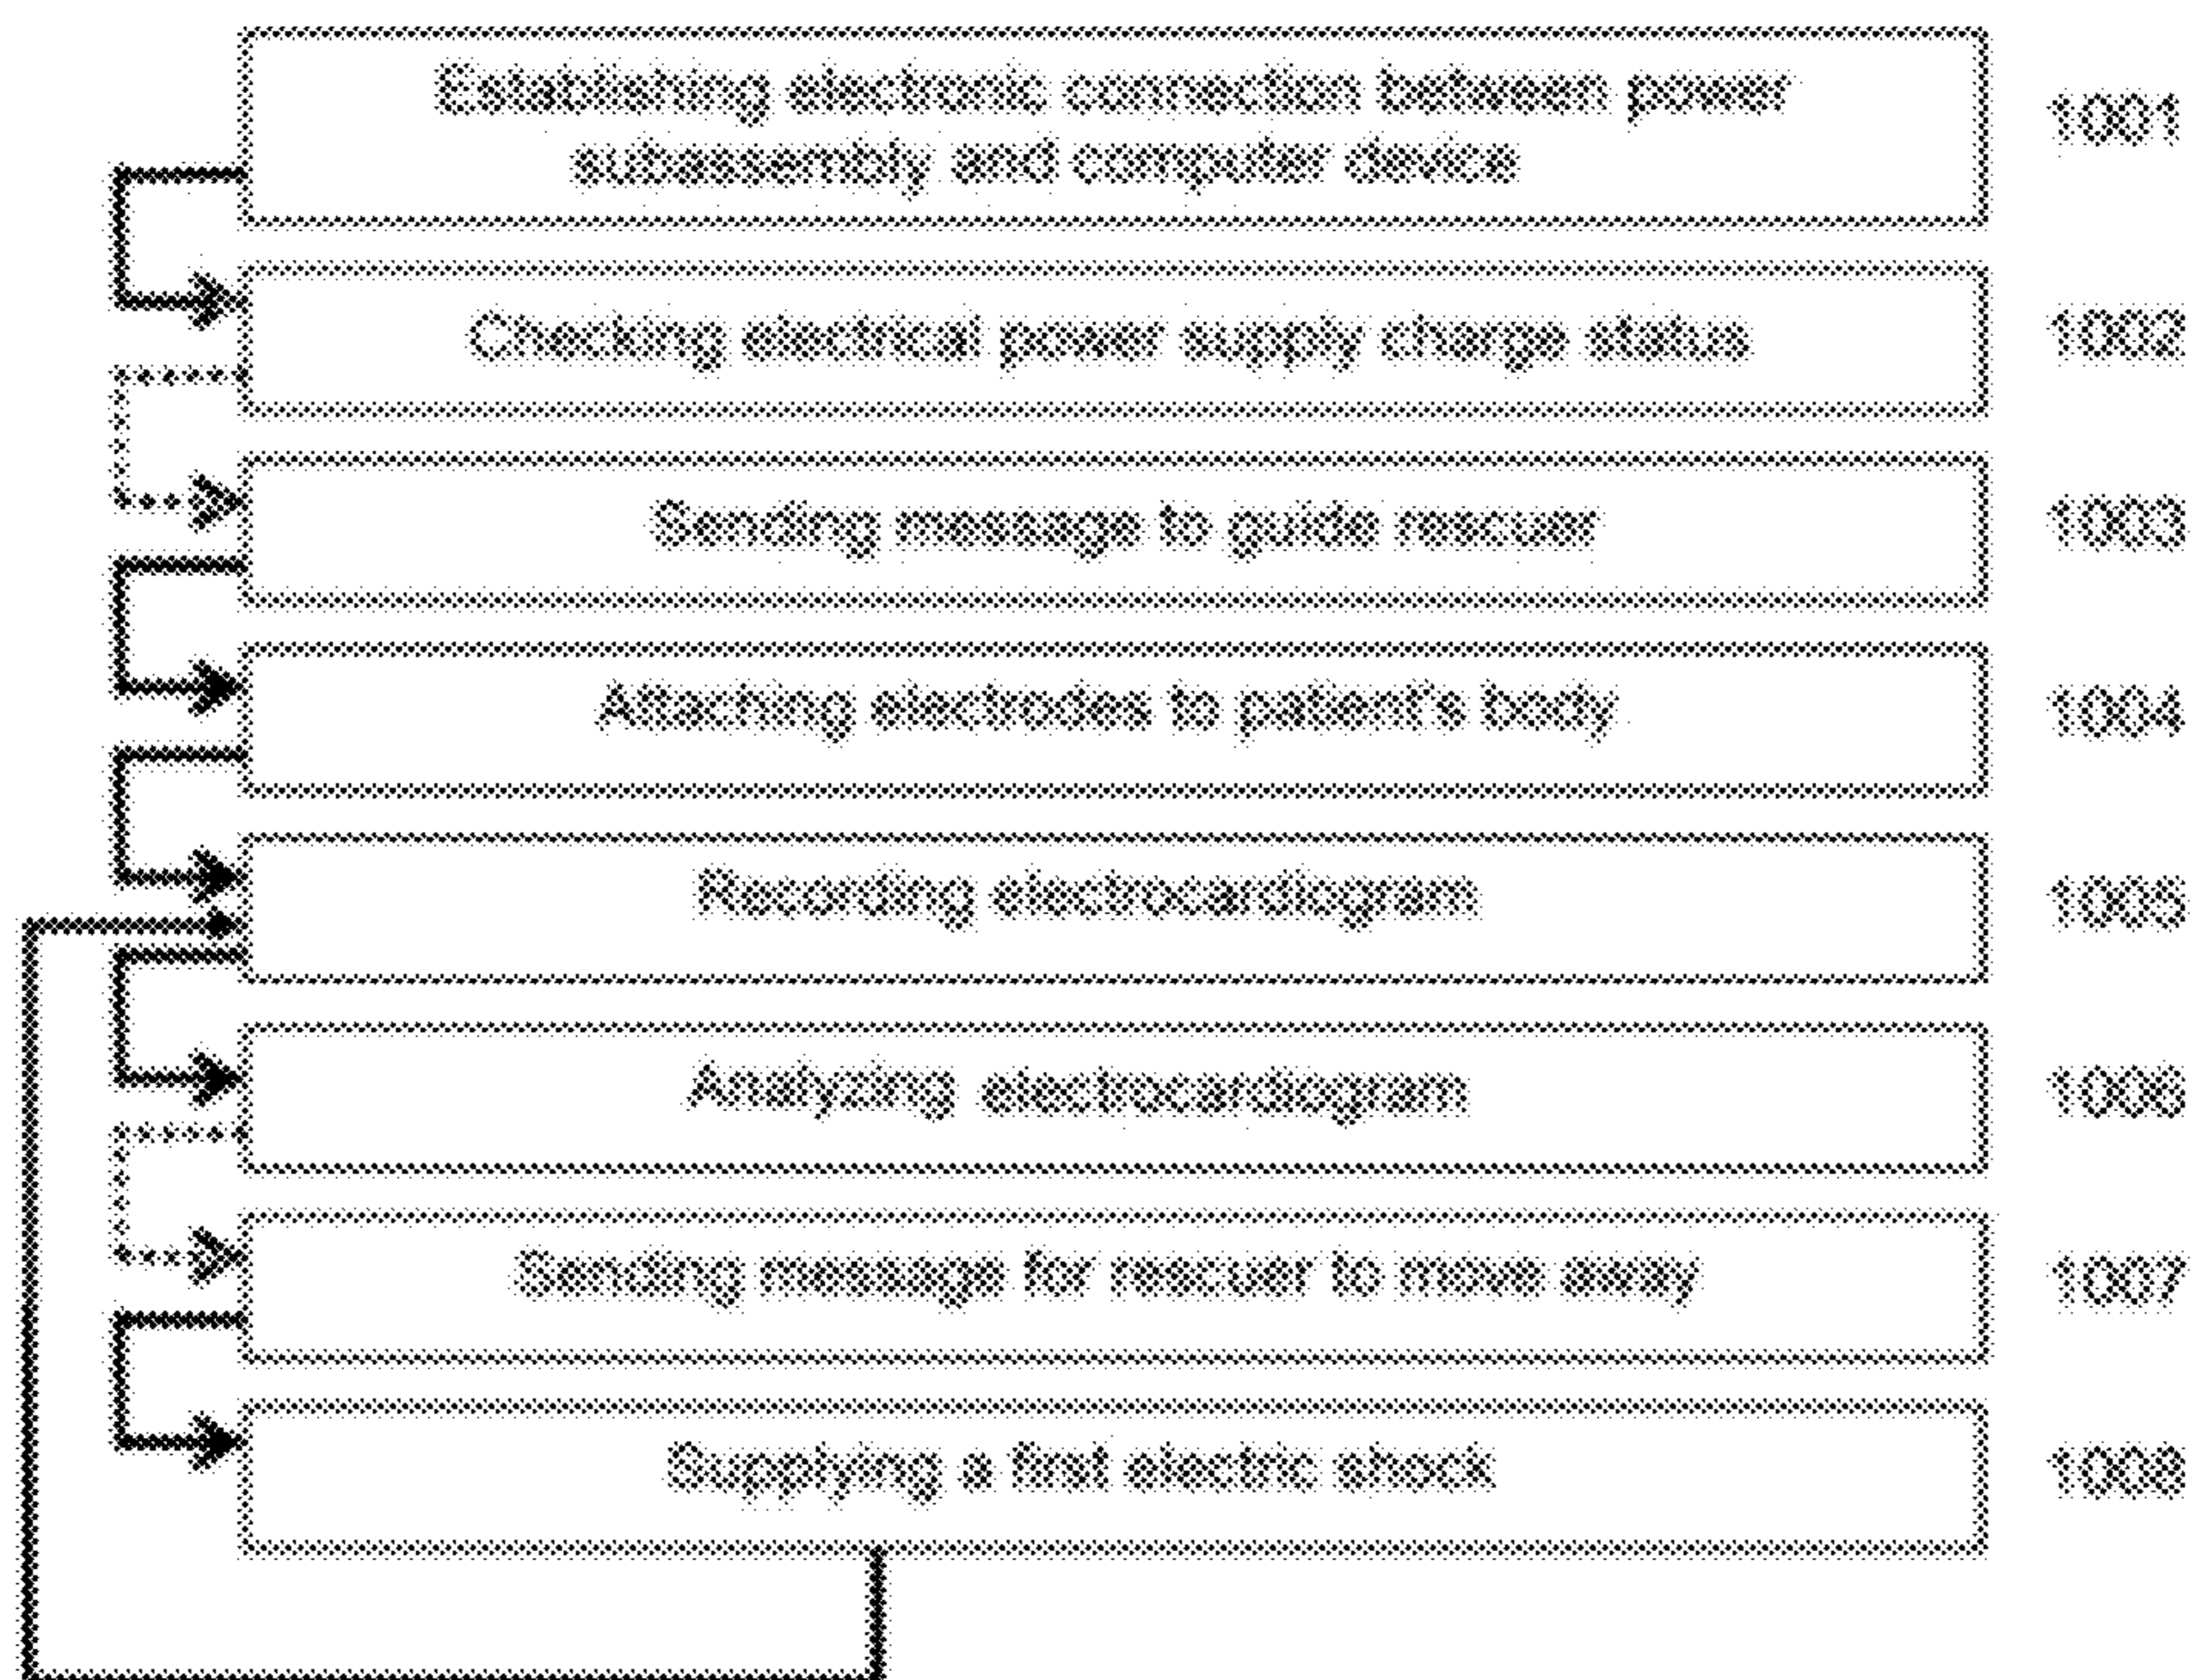 Establishing electronic connection between power
subassembly and computer device
1001
Checking electrical power supply charge status
1002
Sending message to guide rescuer
1003
Attaching electrodes to patient's body
1004
Recording electrocardiogram
1005
Analyzing electrocardiogram
1006
Sending message for rescuer to move away
1007
Supplying a first electric shock
1008